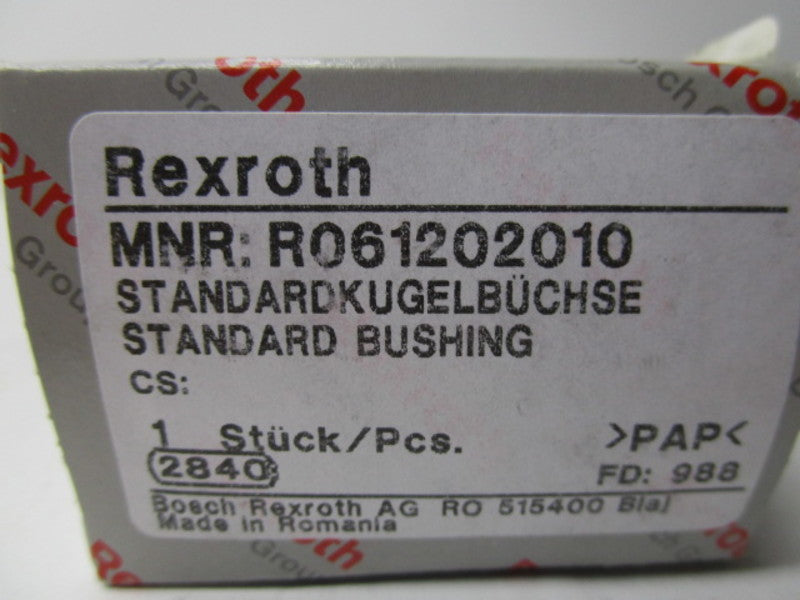 Rexroth
MNR: R061202010
STANDARDKUGELBÜCHSE
STANDARD BUSHING
CS:
1 Stück/Pcs. >PAP<
2840 FD: 988
Bosch Rexroth AG RO 515400 Blaj
Made in Romania